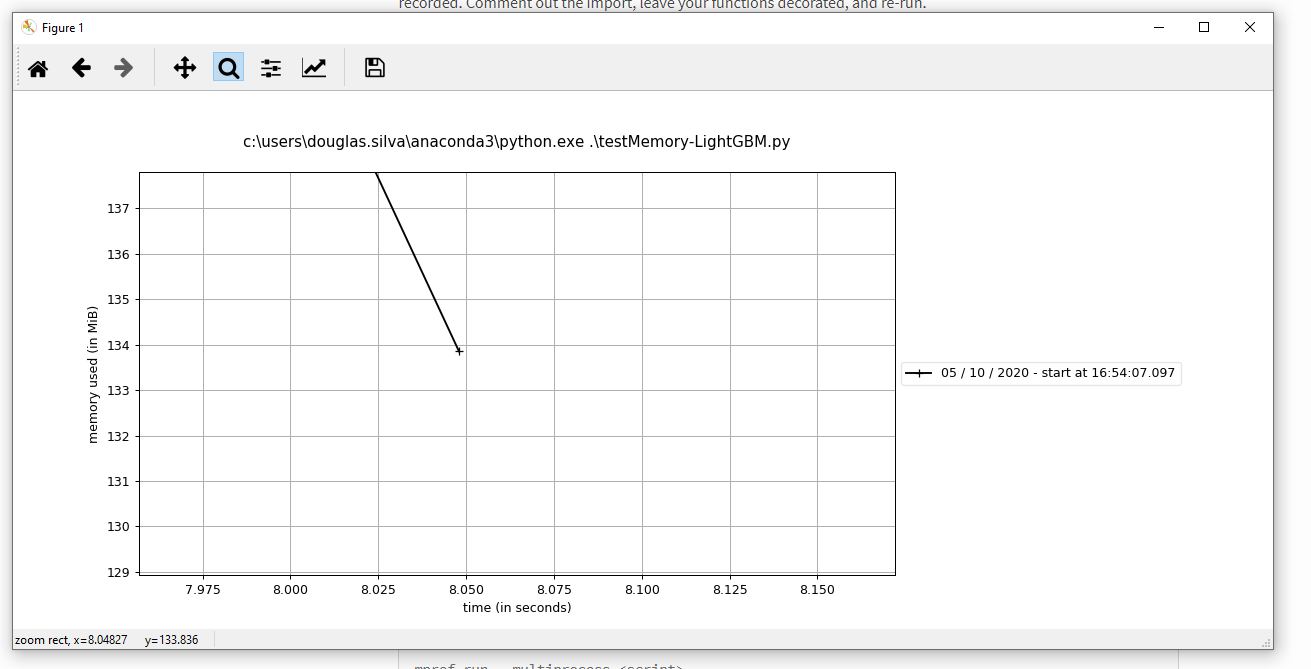 recorded. Comment out the import, leave your functions decorated, and re-run.
Figure 1
c:\users\douglas.silva\anaconda3\python.exe .\testMemory-LightGBM.py
137
136
135
134
133
132
131
130
129
memory used (in MiB)
7.975 8.000 8.025 8.050 8.075 8.100 8.125 8.150
time (in seconds)
05 / 10 / 2020 - start at 16:54:07.097
zoom rect, x=8.04827 y=133.836
mprof run --multiprocess <script>